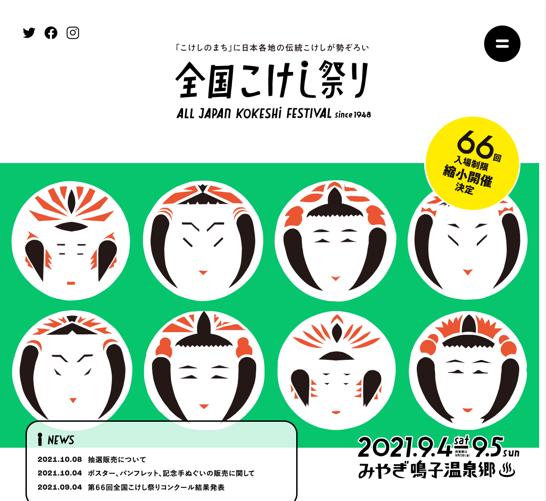 「こけしのまち」に日本各地の伝統こけしが勢ぞろい
全国こけし祭り
ALL JAPAN KOKESHI FESTIVAL since1948
66回
入場制限
縮小開催
決定
NEWS
2021.10.08 抽選販売について
2021.10.04 ポスター、パンフレット、記念手ぬぐいの販売に関して
2021.09.04 第66回全国こけし祭りコンクール結果発表
2021.9.4 sat 9.5 sun
みやぎ鳴子温泉郷